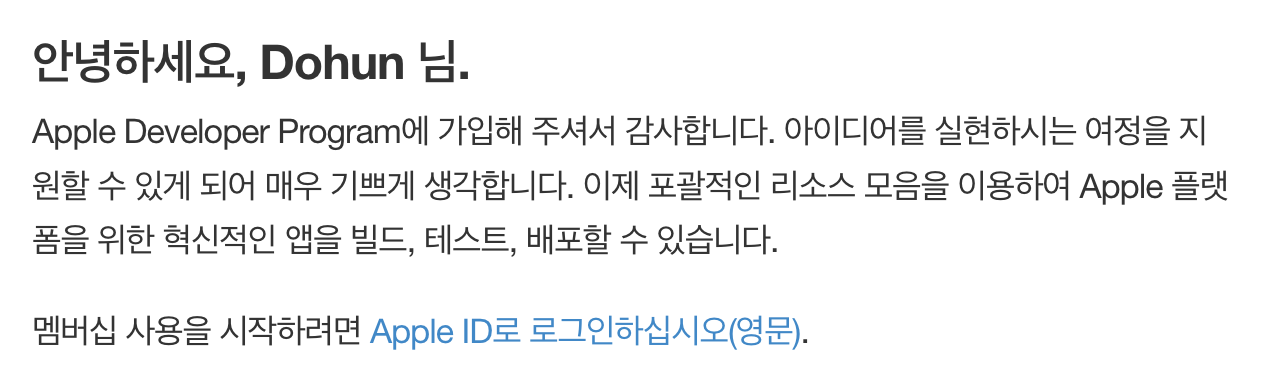 안녕하세요, Dohun 님.
Apple Developer Program에 가입해 주셔서 감사합니다. 아이디어를 실현하시는 여정을 지
원할 수 있게 되어 매우 기쁘게 생각합니다. 이제 포괄적인 리소스 모음을 이용하여 Apple 플랫
폼을 위한 혁신적인 앱을 빌드, 테스트, 배포할 수 있습니다.
멤버십 사용을 시작하려면 Apple ID로 로그인하십시오(영문).